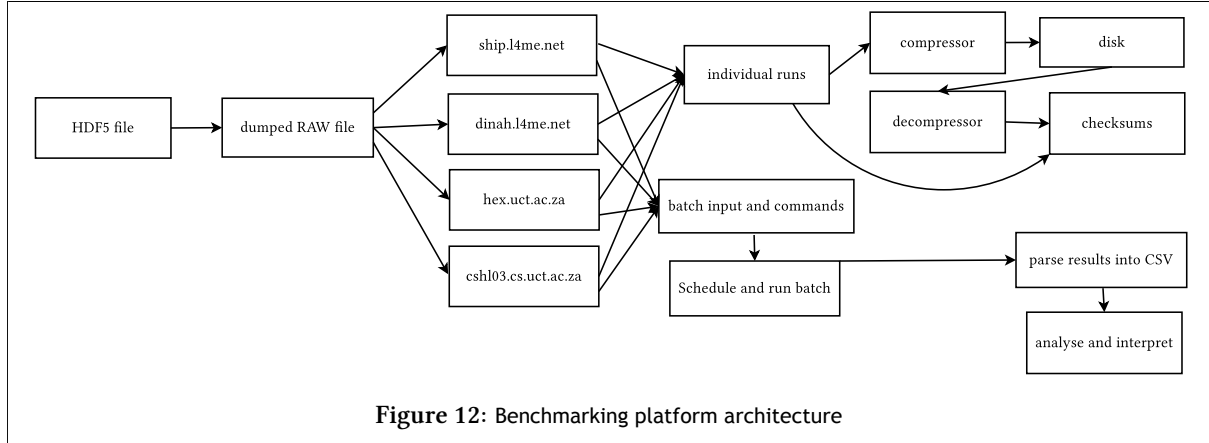 HDF5 file
dumped RAW file
ship.l4me.net
dinah.l4me.net
hex.uct.ac.za
cshl03.cs.uct.ac.za
individual runs
batch input and commands
Schedule and run batch
compressor
disk
decompressor
checksums
parse results into CSV
analyse and interpret
Figure 12: Benchmarking platform architecture